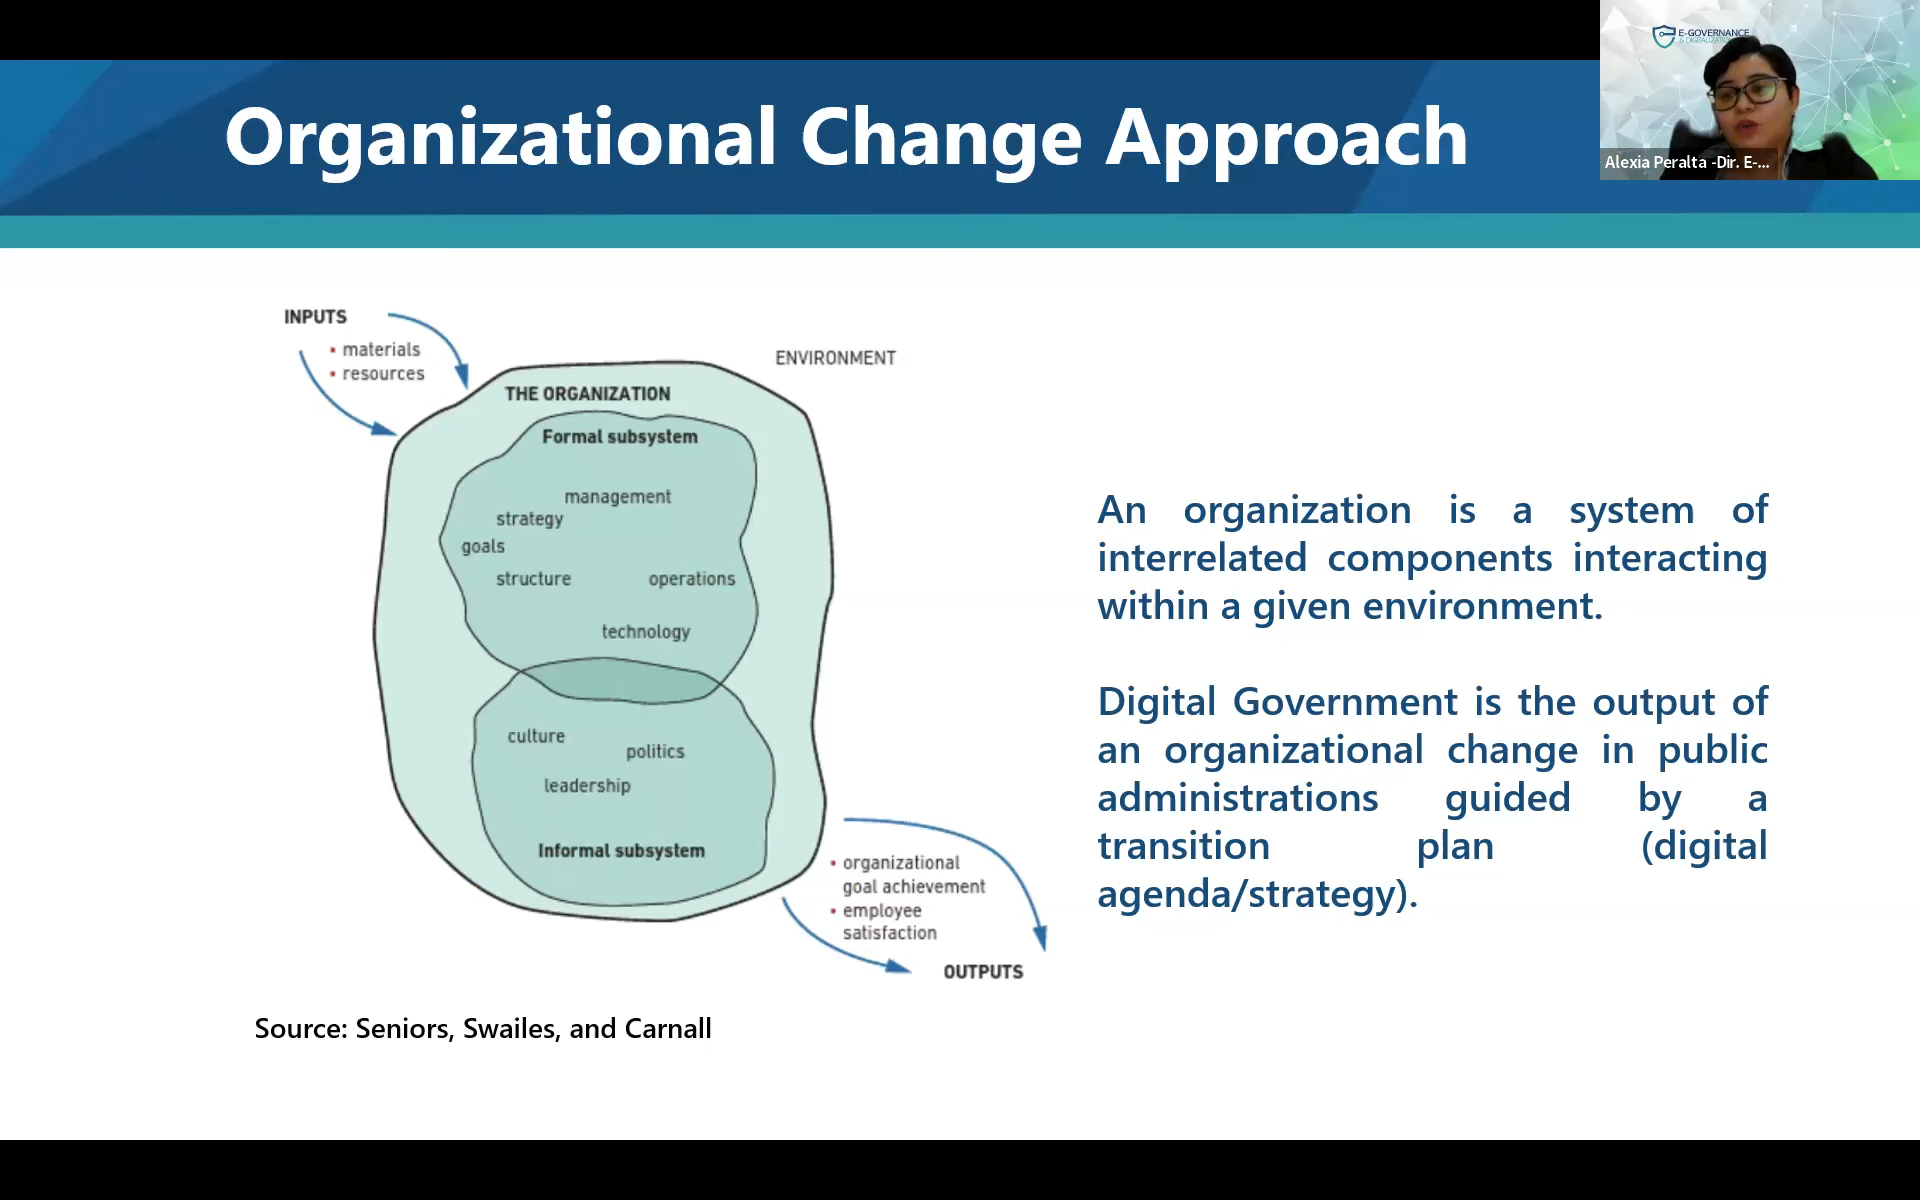 E-GOVERNANCE
& DIGITALIZATION
Organizational Change Approach
Alexia Peralta -Dir. E-...
INPUTS
• materials
• resources
ENVIRONMENT
THE ORGANIZATION
Formal subsystem
management
strategy
goals
structure
operations
technology
culture
politics
leadership
Informal subsystem
• organizational
goal achievement
• employee
satisfaction
OUTPUTS
An organization is a system of
interrelated components interacting
within a given environment.
Digital Government is the output of
an organizational change in public
administrations guided by a
transition plan (digital
agenda/strategy).
Source: Seniors, Swailes, and Carnall